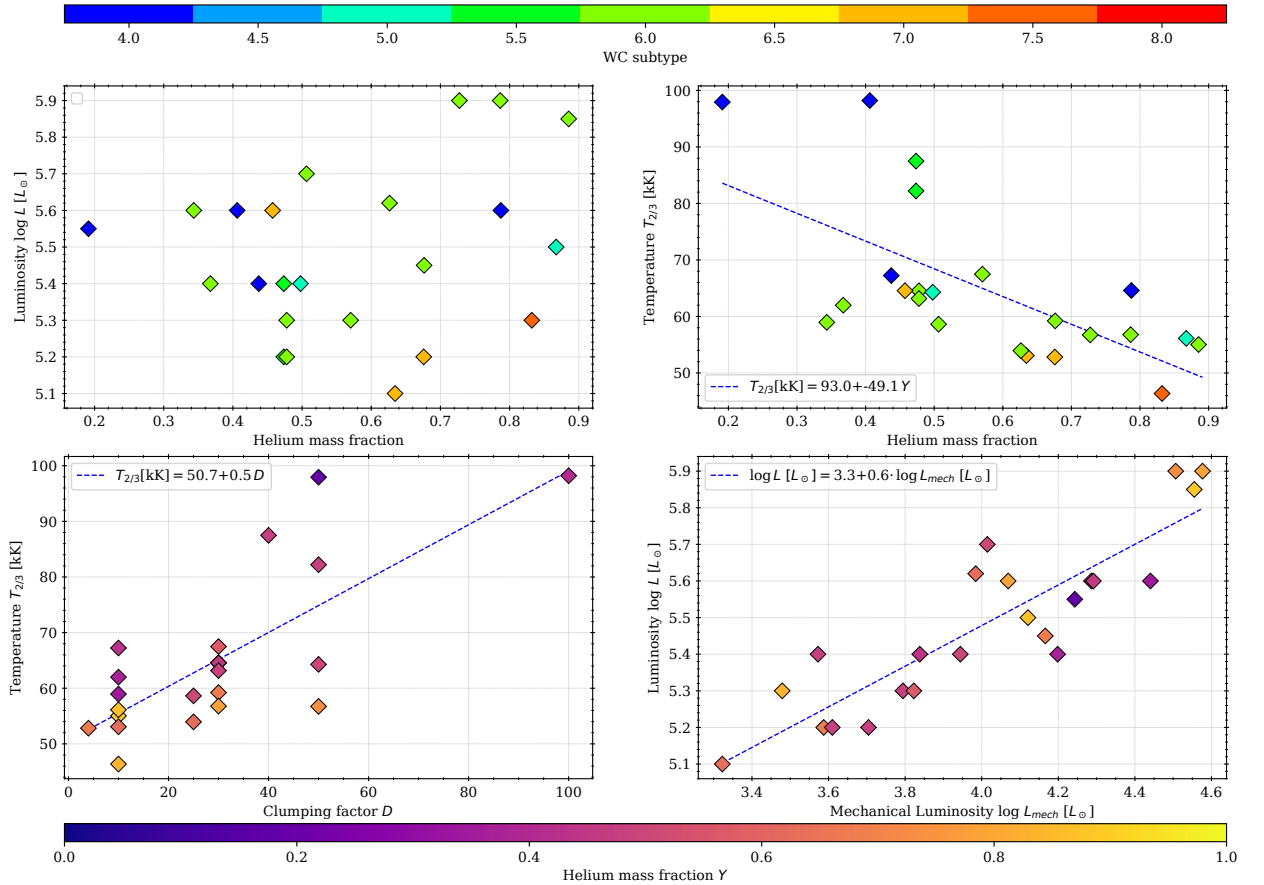 4.0 4.5 5.0 5.5 6.0 6.5 7.0 7.5 8.0
WC subtype
5.9
5.8
5.7
5.6
5.5
5.4
5.3
5.2
5.1
Luminosity log L [L⊙]
0.2 0.3 0.4 0.5 0.6 0.7 0.8 0.9
Helium mass fraction
100
90
80
70
60
50
Temperature T2/3 [kK]
T2/3[kK] = 93.0+-49.1 Y
0.2 0.3 0.4 0.5 0.6 0.7 0.8 0.9
Helium mass fraction
100
90
80
70
60
50
Temperature T2/3 [kK]
T2/3[kK] = 50.7+0.5 D
0 20 40 60 80 100
Clumping factor D
5.9
5.8
5.7
5.6
5.5
5.4
5.3
5.2
5.1
Luminosity log L [L⊙]
log L [L⊙] = 3.3+0.6· log Lmech [L⊙]
3.4 3.6 3.8 4.0 4.2 4.4 4.6
Mechanical Luminosity log Lmech [L⊙]
0.0 0.2 0.4 0.6 0.8 1.0
Helium mass fraction Y